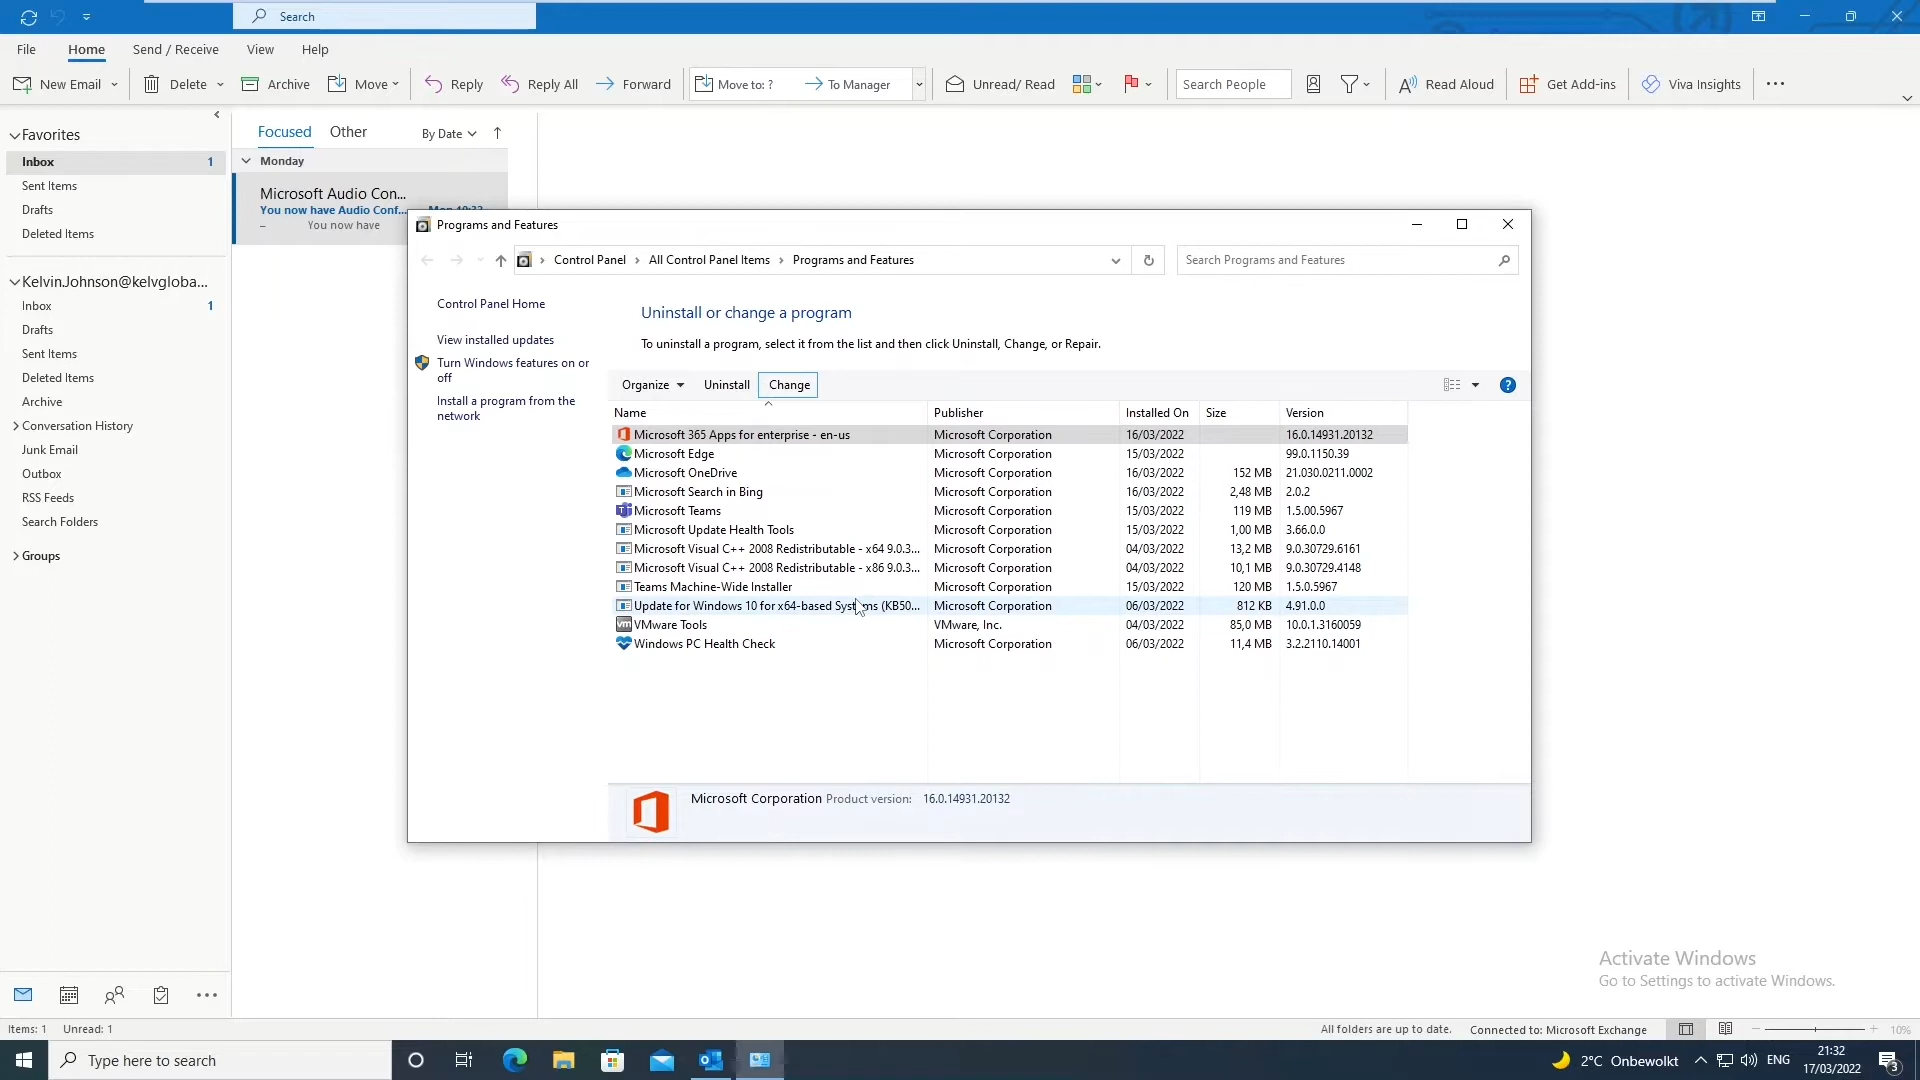 Search
File Home Send / Receive View Help
New Email Delete Archive Move Reply Reply All Forward Move to: ? To Manager Unread/ Read Search People Read Aloud Get Add-ins Viva Insights
Favorites
Inbox 1
Sent Items
Drafts
Deleted Items
Kelvin.Johnson@kelvgloba...
Inbox 1
Drafts
Sent Items
Deleted Items
Archive
Conversation History
Junk Email
Outbox
RSS Feeds
Search Folders
Groups
Focused Other By Date
Monday
Microsoft Audio Con...
You now have Audio Conf...
You now have
Programs and Features
Control Panel › All Control Panel Items › Programs and Features
Search Programs and Features
Control Panel Home
View installed updates
Turn Windows features on or
off
Install a program from the
network
Uninstall or change a program
To uninstall a program, select it from the list and then click Uninstall, Change, or Repair.
Organize Uninstall Change
Name Publisher Installed On Size Version
Microsoft 365 Apps for enterprise - en-us Microsoft Corporation 16/03/2022 16.0.14931.20132
Microsoft Edge Microsoft Corporation 15/03/2022 99.0.1150.39
Microsoft OneDrive Microsoft Corporation 16/03/2022 152 MB 21.030.0211.0002
Microsoft Search in Bing Microsoft Corporation 16/03/2022 2,48 MB 2.0.2
Microsoft Teams Microsoft Corporation 15/03/2022 119 MB 1.5.00.5967
Microsoft Update Health Tools Microsoft Corporation 15/03/2022 1,00 MB 3.66.0.0
Microsoft Visual C++ 2008 Redistributable - x64 9.0.3... Microsoft Corporation 04/03/2022 13,2 MB 9.0.30729.6161
Microsoft Visual C++ 2008 Redistributable - x86 9.0.3... Microsoft Corporation 04/03/2022 10,1 MB 9.0.30729.4148
Teams Machine-Wide Installer Microsoft Corporation 15/03/2022 120 MB 1.5.0.5967
Update for Windows 10 for x64-based Systems (KB50... Microsoft Corporation 06/03/2022 812 KB 4.91.0.0
VMware Tools VMware, Inc. 04/03/2022 85,0 MB 10.0.1.3160059
Windows PC Health Check Microsoft Corporation 06/03/2022 11,4 MB 3.2.2110.14001
Microsoft Corporation Product version: 16.0.14931.20132
Activate Windows
Go to Settings to activate Windows.
Items: 1 Unread: 1 All folders are up to date. Connected to: Microsoft Exchange 10%
Type here to search 2°C Onbewolkt ENG 21:32
17/03/2022 3